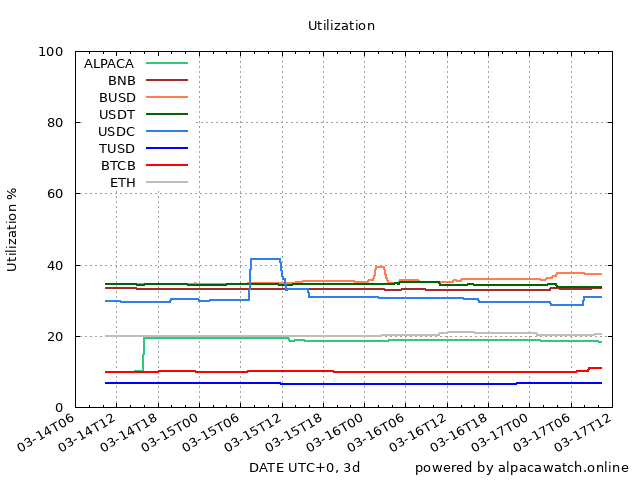 Utilization
100
80
60
40
20
0
Utilization %
ALPACA
BNB
BUSD
USDT
USDC
TUSD
BTCB
ETH
03-14T06
03-14T12
03-14T18
03-15T00
03-15T06
03-15T12
03-15T18
03-16T00
03-16T06
03-16T12
03-16T18
03-17T00
03-17T06
03-17T12
DATE UTC+0, 3d
powered by alpacawatch.online